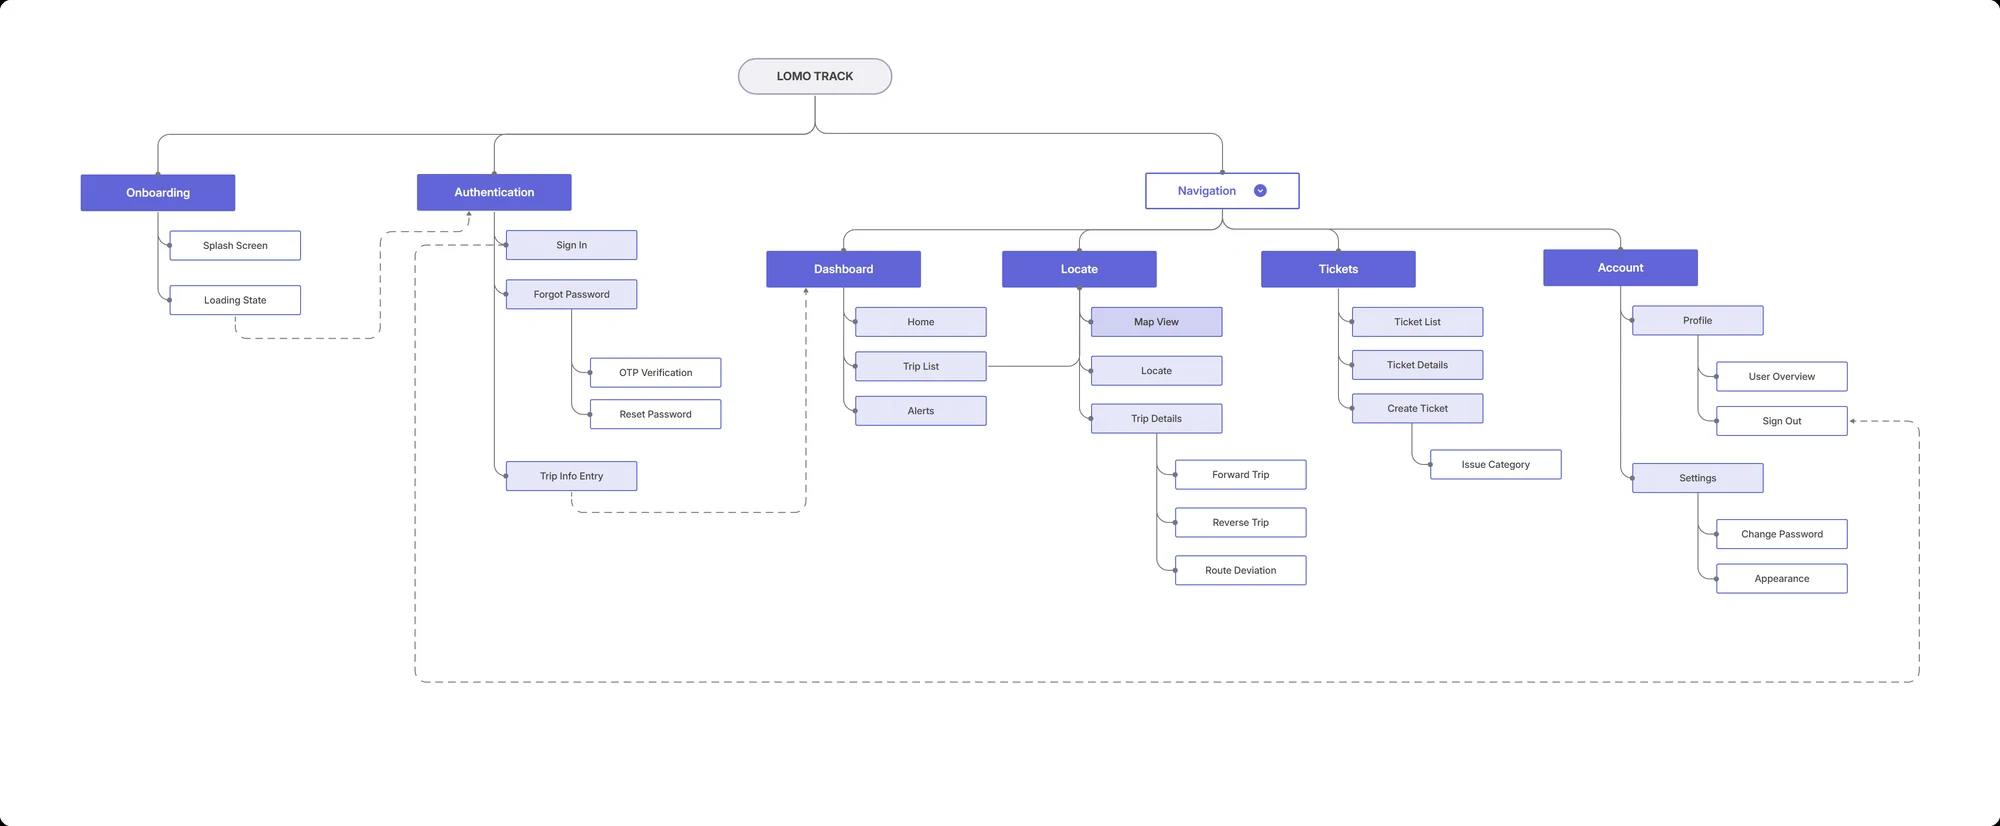 LOMO TRACK
Onboarding
Splash Screen
Loading State
Authentication
Sign In
Forgot Password
OTP Verification
Reset Password
Trip Info Entry
Navigation
Dashboard
Home
Trip List
Alerts
Locate
Map View
Locate
Trip Details
Forward Trip
Reverse Trip
Route Deviation
Tickets
Ticket List
Ticket Details
Create Ticket
Issue Category
Account
Profile
User Overview
Sign Out
Settings
Change Password
Appearance